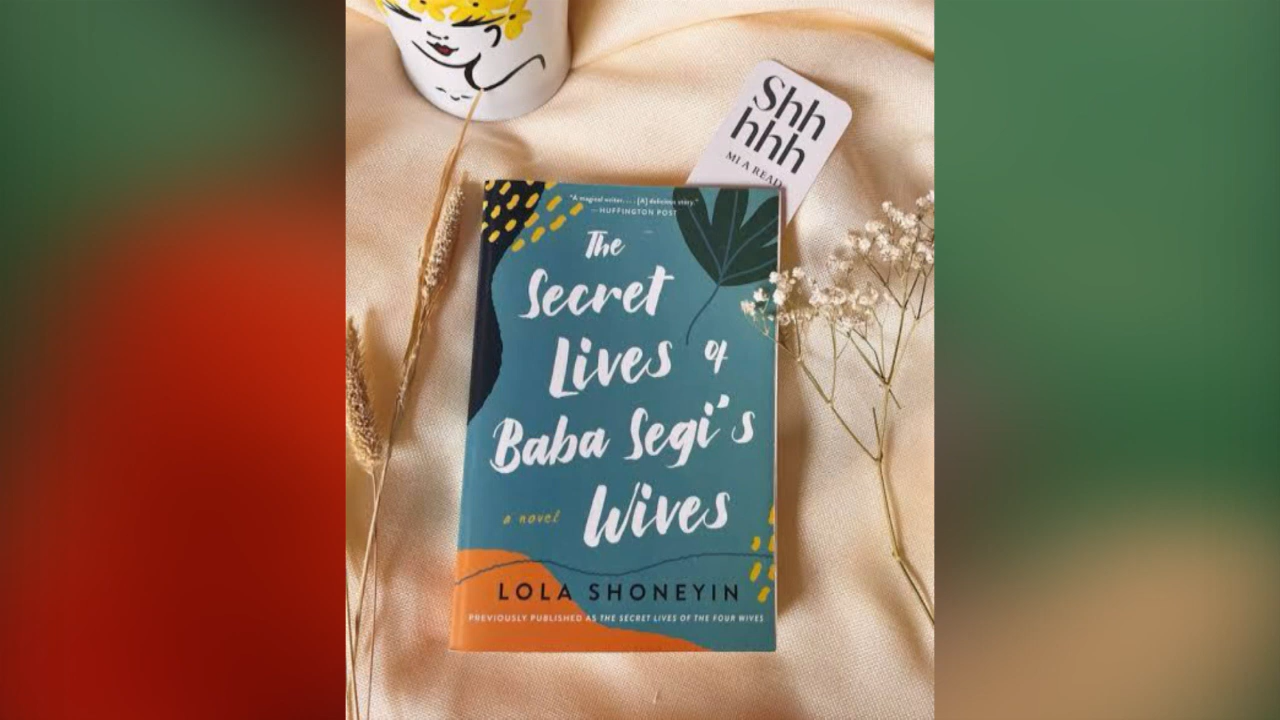 Shh
hhh
MI A READ
"A magical writer. . . . [A] delicious story."
—HUFFINGTON POST
The
Secret
Lives of
Baba Segi's
Wives
a novel
LOLA SHONEYIN
PREVIOUSLY PUBLISHED AS THE SECRET LIVES OF THE FOUR WIVES